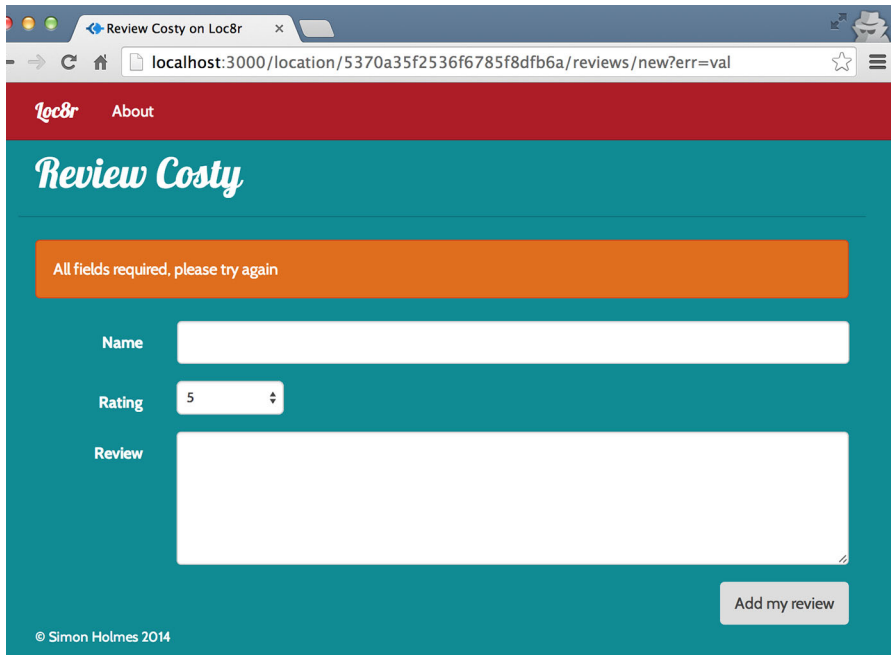 Review Costy on Loc8r
localhost:3000/location/5370a35f2536f6785f8dfb6a/reviews/new?err=val
Loc8r About
Review Costy
All fields required, please try again
Name
Rating 5
Review
Add my review
© Simon Holmes 2014